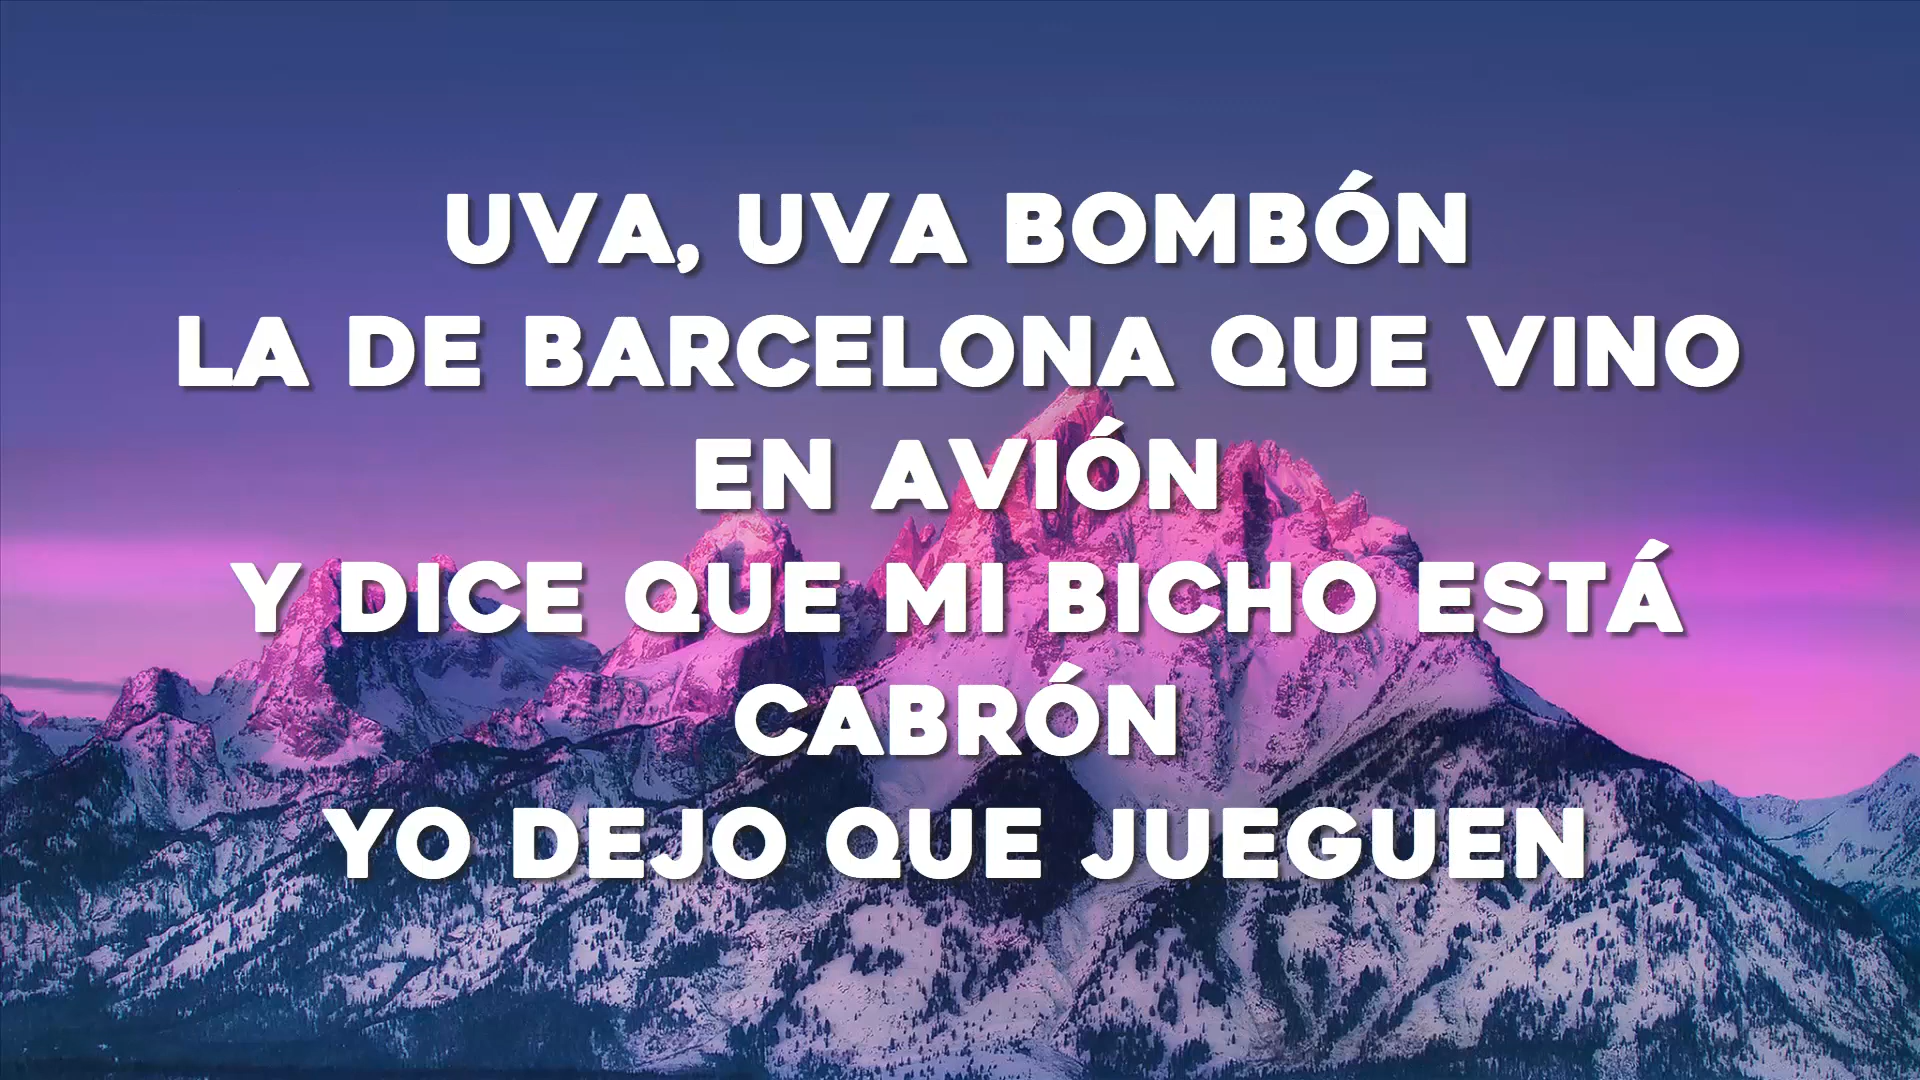 UVA, UVA BOMBÓN
LA DE BARCELONA QUE VINO
EN AVIÓN
Y DICE QUE MI BICHO ESTÁ
CABRÓN
YO DEJO QUE JUEGUEN